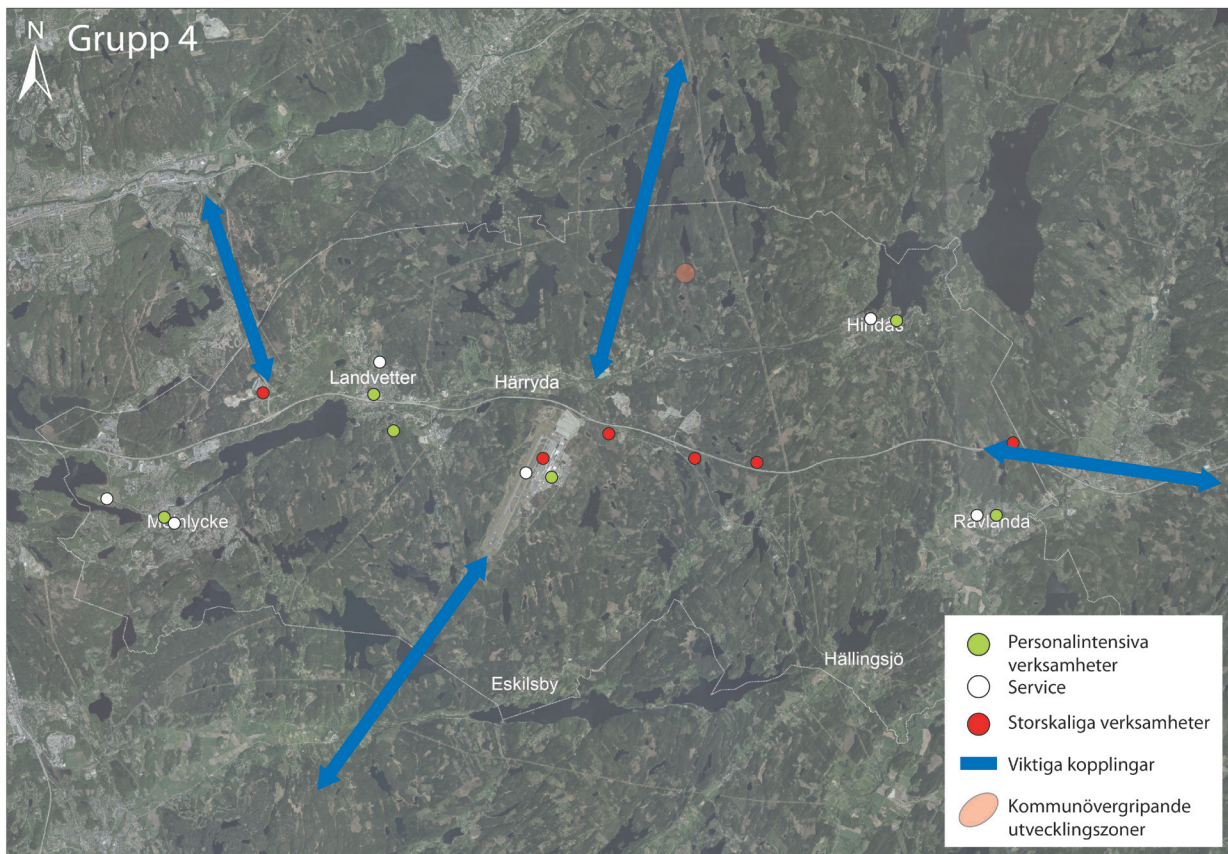 N
Grupp 4
Hindås
Landvetter
Härryda
Mölnlycke
Rävlanda
Hällingsjö
Eskilsby
Personalintensiva
verksamheter
Service
Storskaliga verksamheter
Viktiga kopplingar
Kommunövergripande
utvecklingszoner